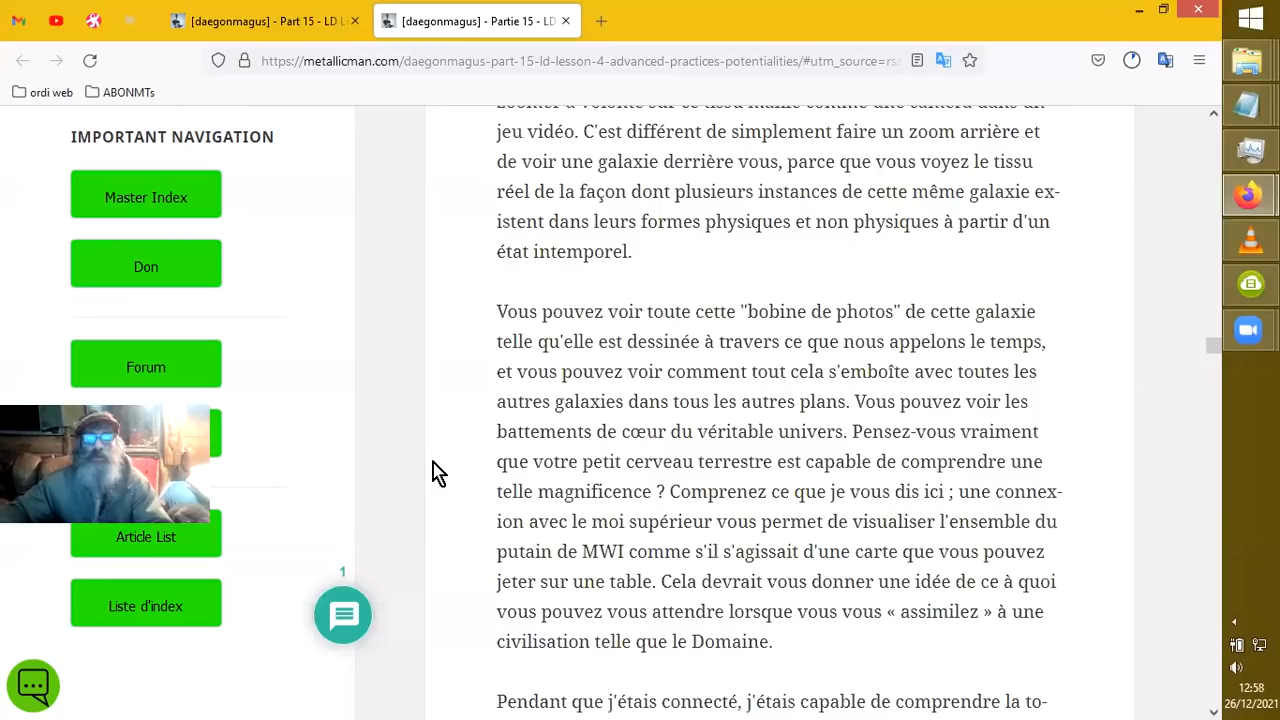 [daegonmagus] - Part 15 - LD L
[daegonmagus] - Partie 15 - LD
https://metallicman.com/daegonmagus-part-15-ld-lesson-4-advanced-practices-potentialities/#utm_source=rss
ordi web
ABONMTs
IMPORTANT NAVIGATION
Master Index
Don
Forum
Article List
Liste d'index
1
jeu vidéo. C'est différent de simplement faire un zoom arrière et
de voir une galaxie derrière vous, parce que vous voyez le tissu
réel de la façon dont plusieurs instances de cette même galaxie ex-
istent dans leurs formes physiques et non physiques à partir d'un
état intemporel.
Vous pouvez voir toute cette "bobine de photos" de cette galaxie
telle qu'elle est dessinée à travers ce que nous appelons le temps,
et vous pouvez voir comment tout cela s'emboîte avec toutes les
autres galaxies dans tous les autres plans. Vous pouvez voir les
battements de cœur du véritable univers. Pensez-vous vraiment
que votre petit cerveau terrestre est capable de comprendre une
telle magnificence ? Comprenez ce que je vous dis ici ; une connex-
ion avec le moi supérieur vous permet de visualiser l'ensemble du
putain de MWI comme s'il s'agissait d'une carte que vous pouvez
jeter sur une table. Cela devrait vous donner une idée de ce à quoi
vous pouvez vous attendre lorsque vous vous « assimilez » à une
civilisation telle que le Domaine.
Pendant que j'étais connecté, j'étais capable de comprendre la to-
12:58
26/12/2021